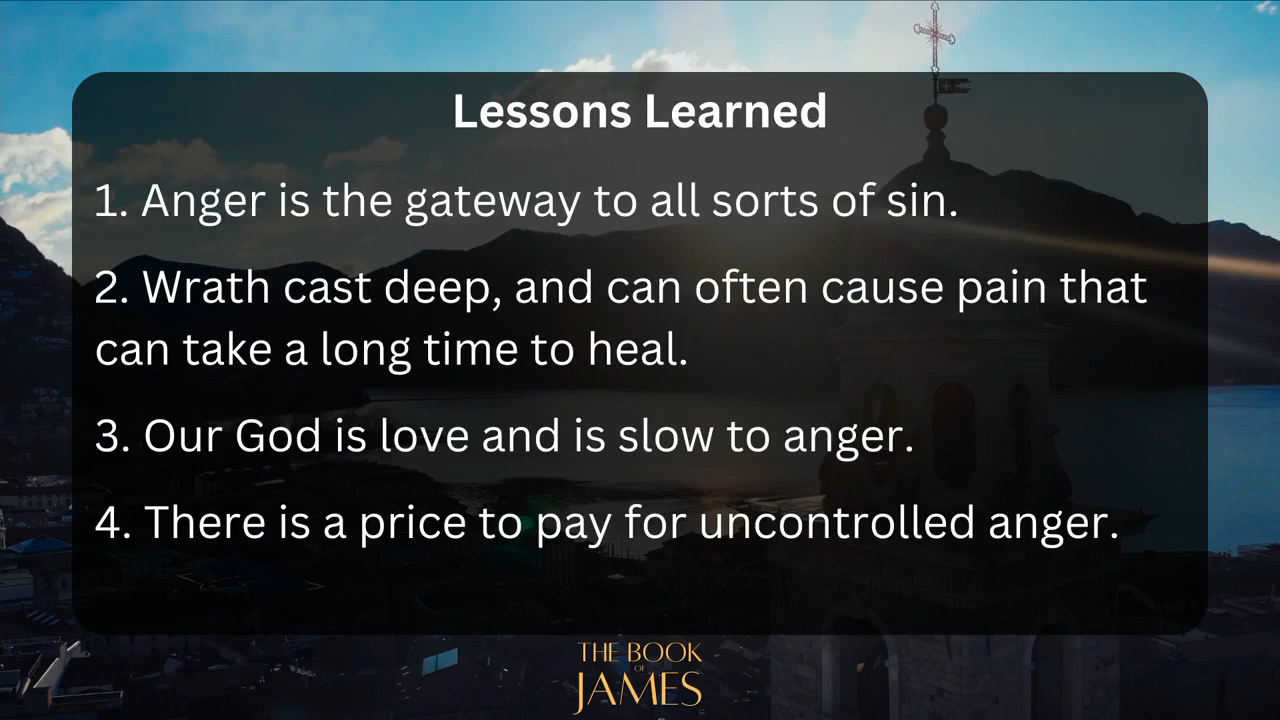 Lessons Learned
1. Anger is the gateway to all sorts of sin.
2. Wrath cast deep, and can often cause pain that
can take a long time to heal.
3. Our God is love and is slow to anger.
4. There is a price to pay for uncontrolled anger.
THE BOOK
OF
JAMES